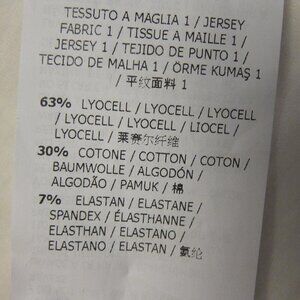 TESSUTO A MAGLIA 1 / JERSEY
FABRIC 1 / TISSUE A MAILLE 1 /
JERSEY 1 / TEJIDO DE PUNTO 1 /
TECIDO DE MALHA 1 / ÖRME KUMAŞ 1
/ 平纹面料 1
63% LYOCELL / LYOCELL / LYOCELL
/ LYOCELL / LYOCELL / LIOCEL /
LYOCELL / 莱赛尔纤维
30% COTONE / COTTON / COTON /
BAUMWOLLE / ALGODÓN /
ALGODÃO / PAMUK / 棉
7% ELASTAN / ELASTANE /
SPANDEX / ÉLASTHANNE /
ELASTHAN / ELASTANO /
ELASTANO / ELASTAN / 氨纶